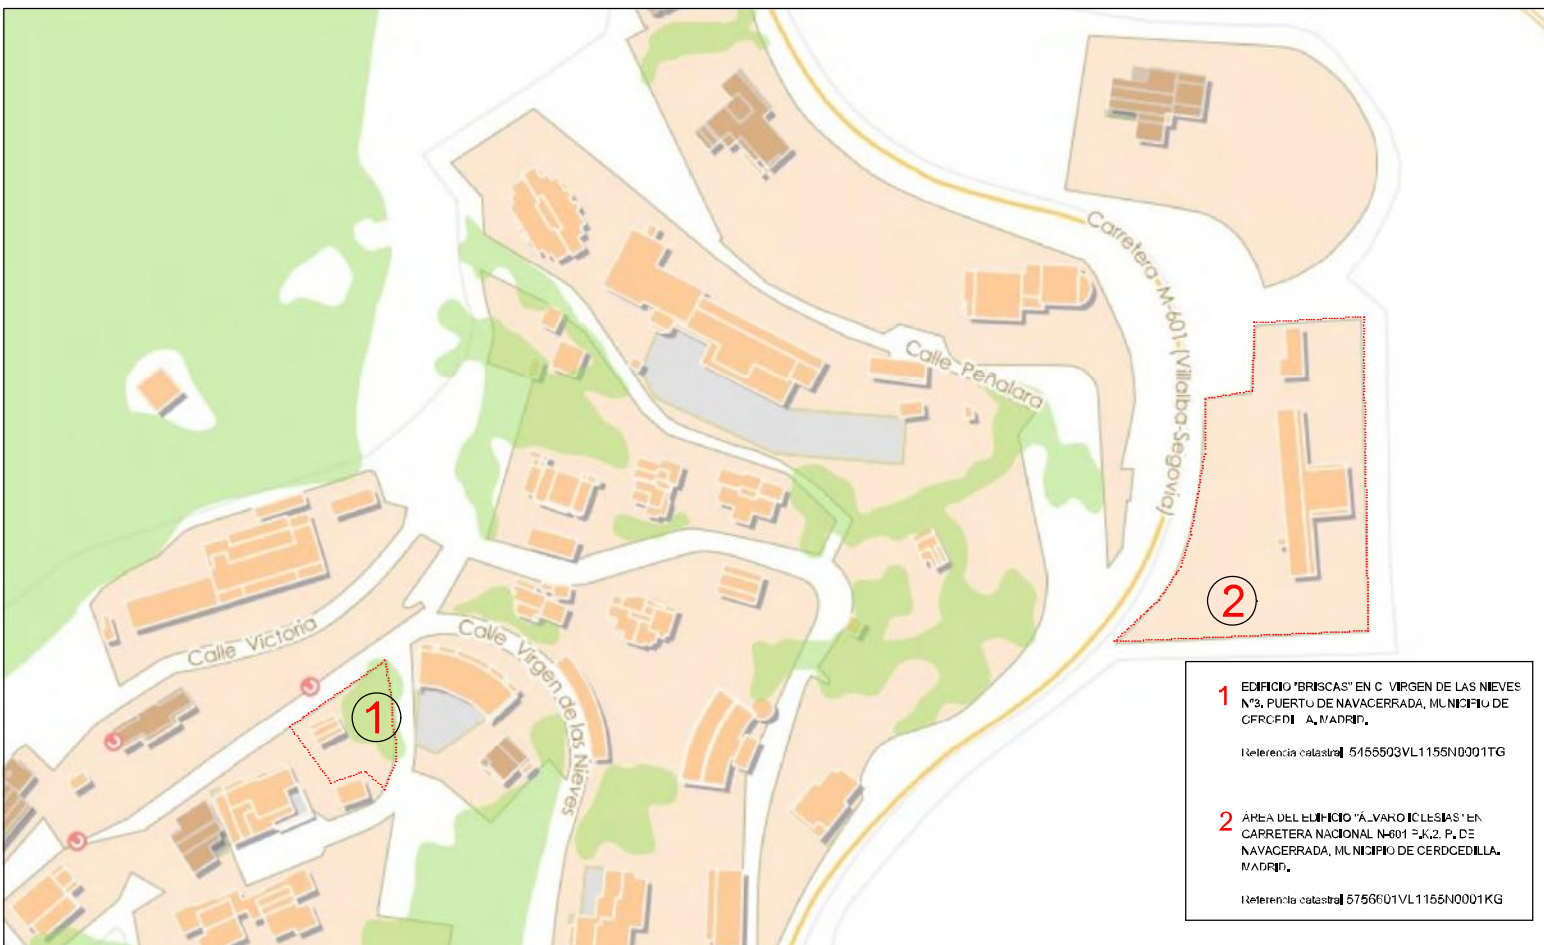 Carretera-M-601-(Villalba-Segovia)
Calle Peñalara
Calle Victoria
Calle Virgen de las Nieves
1
2
1 EDIFICIO "BRISCAS" EN C VIRGEN DE LAS NIEVES
Nº3. PUERTO DE NAVACERRADA, MUNICIPIO DE
MADRID.
Referencia catastral 5455503VL1155N0001TG
2 ÁREA DEL EDIFICIO "ÁLVARO IGLESIAS" EN
CARRETERA NACIONAL N-601 P.K.2. P. DE
NAVACERRADA, MUNICIPIO DE CERDCEDILLA.
MADRID.
Referencia catastral 5756601VL1155N0001KG